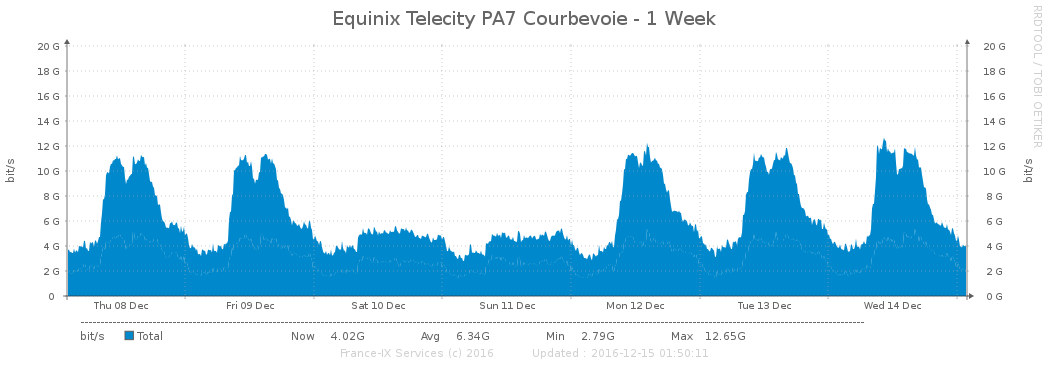 Equinix Telecity PA7 Courbevoie - 1 Week
RRDTOOL / TOBI OETIKER
bit/s
20 G 20 G
18 G 18 G
16 G 16 G
14 G 14 G
12 G 12 G
10 G 10 G
8 G 8 G
6 G 6 G
4 G 4 G
2 G 2 G
0 0 G
bit/s
Thu 08 Dec Fri 09 Dec Sat 10 Dec Sun 11 Dec Mon 12 Dec Tue 13 Dec Wed 14 Dec
bit/s Total Now 4.02G Avg 6.34G Min 2.79G Max 12.65G
France-IX Services (c) 2016 Updated : 2016-12-15 01:50:11